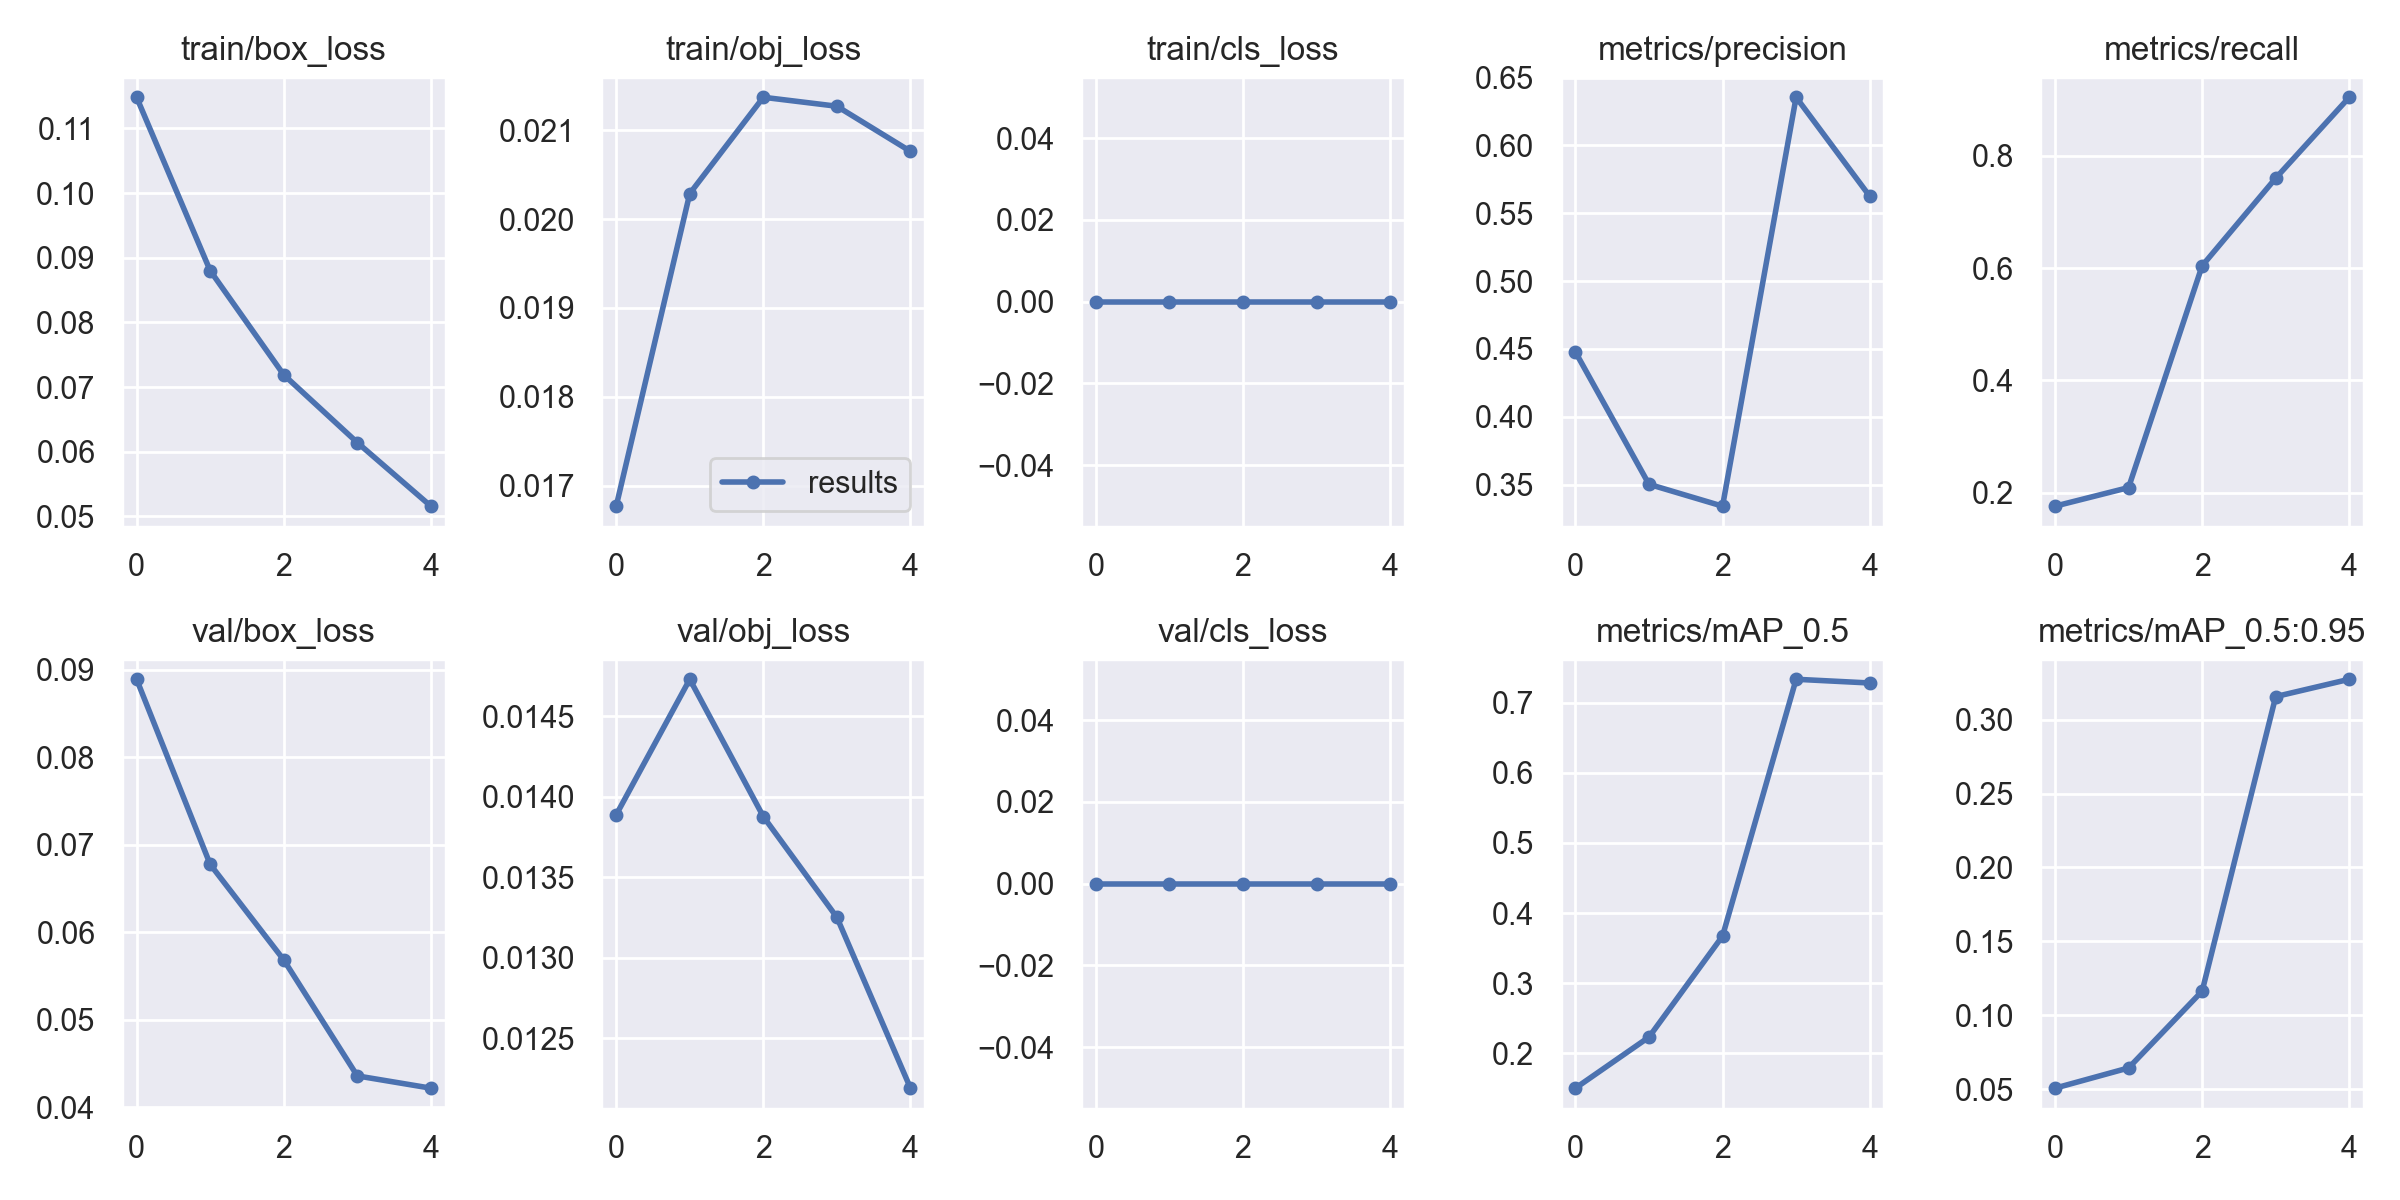 train/box_loss
0.11
0.10
0.09
0.08
0.07
0.06
0.05
0 2 4
train/obj_loss
0.021
0.020
0.019
0.018
0.017
results
0 2 4
train/cls_loss
0.04
0.02
0.00
−0.02
−0.04
0 2 4
metrics/precision
0.65
0.60
0.55
0.50
0.45
0.40
0.35
0 2 4
metrics/recall
0.8
0.6
0.4
0.2
0 2 4
val/box_loss
0.09
0.08
0.07
0.06
0.05
0.04
0 2 4
val/obj_loss
0.0145
0.0140
0.0135
0.0130
0.0125
0 2 4
val/cls_loss
0.04
0.02
0.00
−0.02
−0.04
0 2 4
metrics/mAP_0.5
0.7
0.6
0.5
0.4
0.3
0.2
0 2 4
metrics/mAP_0.5:0.95
0.30
0.25
0.20
0.15
0.10
0.05
0 2 4